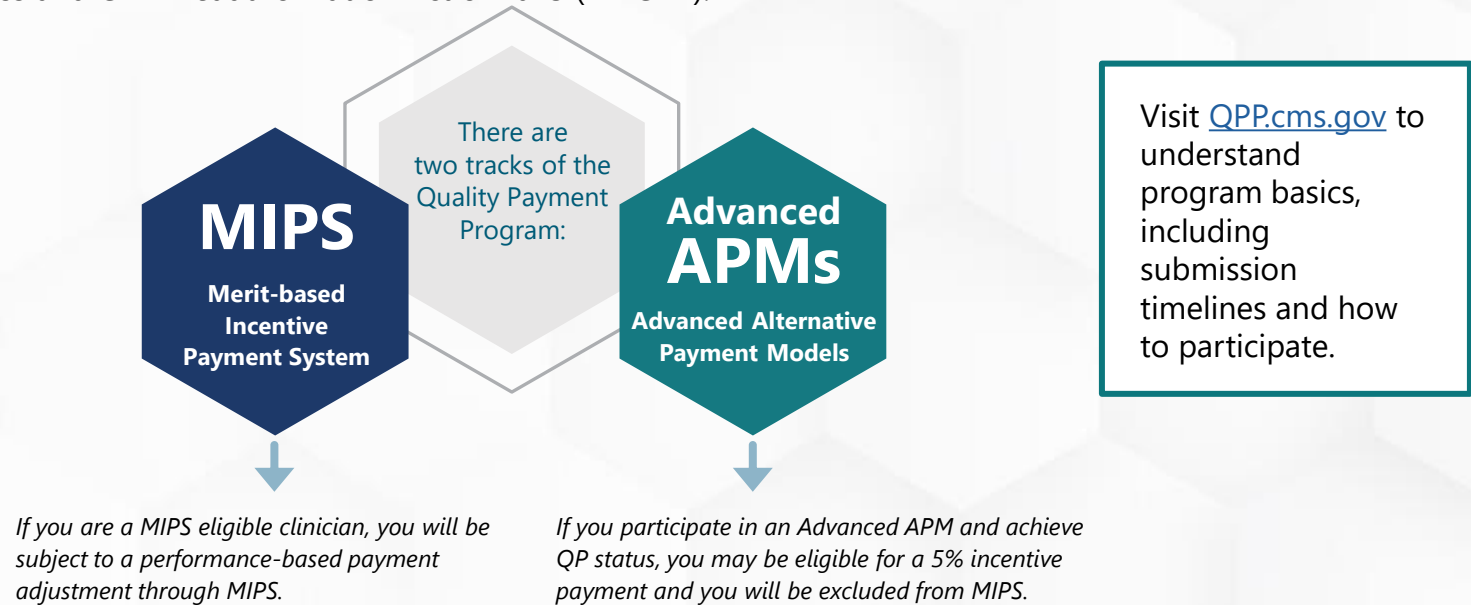 There are
two tracks of the
Quality Payment
Program:
MIPS
Merit-based
Incentive
Payment System
Advanced
APMs
Advanced Alternative
Payment Models
Visit QPP.cms.gov to
understand
program basics,
including
submission
timelines and how
to participate.
If you are a MIPS eligible clinician, you will be
subject to a performance-based payment
adjustment through MIPS.
If you participate in an Advanced APM and achieve
QP status, you may be eligible for a 5% incentive
payment and you will be excluded from MIPS.